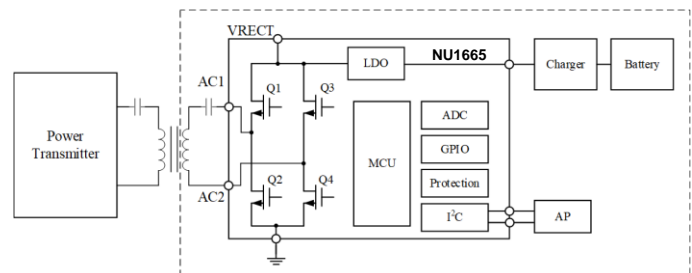 VRECT
LDO
NU1665
Charger
Battery
AC1
Q1
Q3
ADC
Power
Transmitter
GPIO
MCU
Protection
Q2
Q4
AC2
I²C
AP